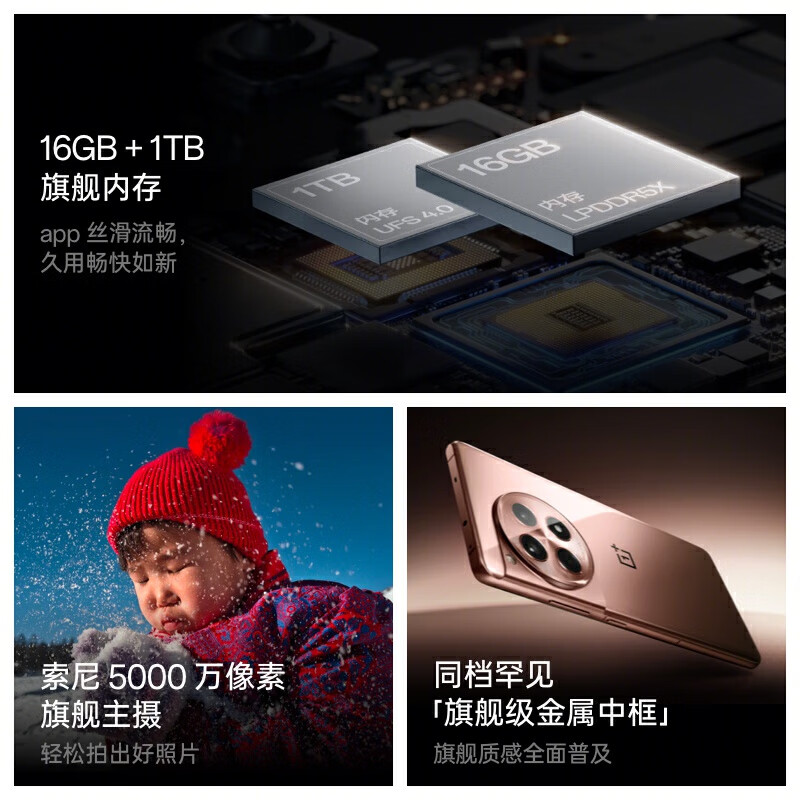 16GB + 1TB
旗舰内存
app 丝滑流畅，
久用畅快如新
1TB
内存
UFS 4.0
16GB
内存
LPDDR5X
索尼 5000 万像素
旗舰主摄
轻松拍出好照片
同档罕见
「旗舰级金属中框」
旗舰质感全面普及